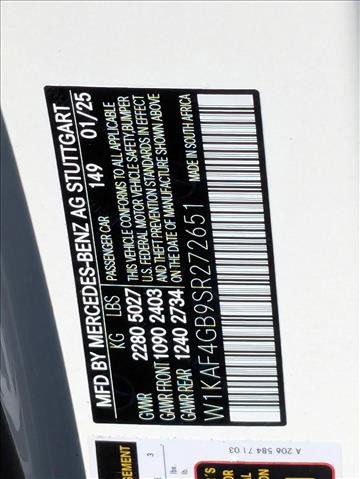 MFD BY MERCEDES-BENZ AG STUTTGART
PASSENGER CAR 149 01/25
KG LBS
GVWR 2280 5027
GAWR FRONT 1090 2403
GAWR REAR 1240 2734
THIS VEHICLE CONFORMS TO ALL APPLICABLE
U.S. FEDERAL MOTOR VEHICLE SAFETY, BUMPER
AND THEFT PREVENTION STANDARDS IN EFFECT
ON THE DATE OF MANUFACTURE SHOWN ABOVE
MADE IN SOUTH AFRICA
W1KAF4GB9SR272651
A 206 584 71 03
3
lbs.